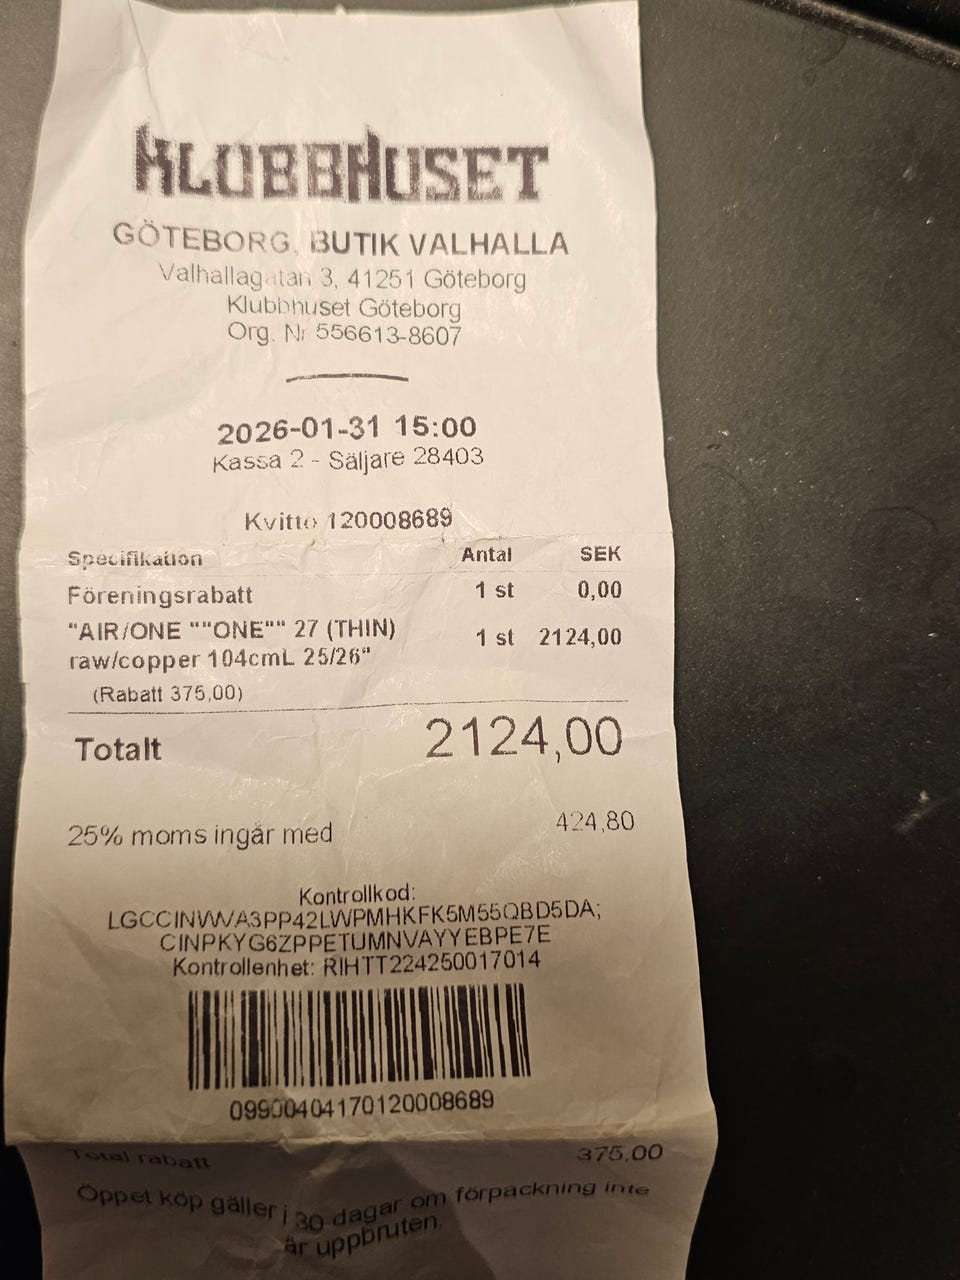 KLUBBHUSET
GÖTEBORG, BUTIK VALHALLA
Valhallagatan 3, 41251 Göteborg
Klubbhuset Göteborg
Org. Nr 556613-8607
2026-01-31 15:00
Kassa 2 - Säljare 28403
Kvitto 120008689
Specifikation Antal SEK
Föreningsrabatt 1 st 0,00
"AIR/ONE ""ONE"" 27 (THIN)
raw/copper 104cmL 25/26" 1 st 2124,00
(Rabatt 375,00)
Totalt 2124,00
25% moms ingår med 424,80
Kontrollkod:
LGCCINVWA3PP42LWPMHKFK5M55QBD5DA;
CINPKYG6ZPPETUMNVAYYEBPE7E
Kontrollenhet: RIHTT224250017014
09900404170120008689
Total rabatt 375,00
Öppet köp gäller i 30 dagar om förpackning inte
är uppbruten.